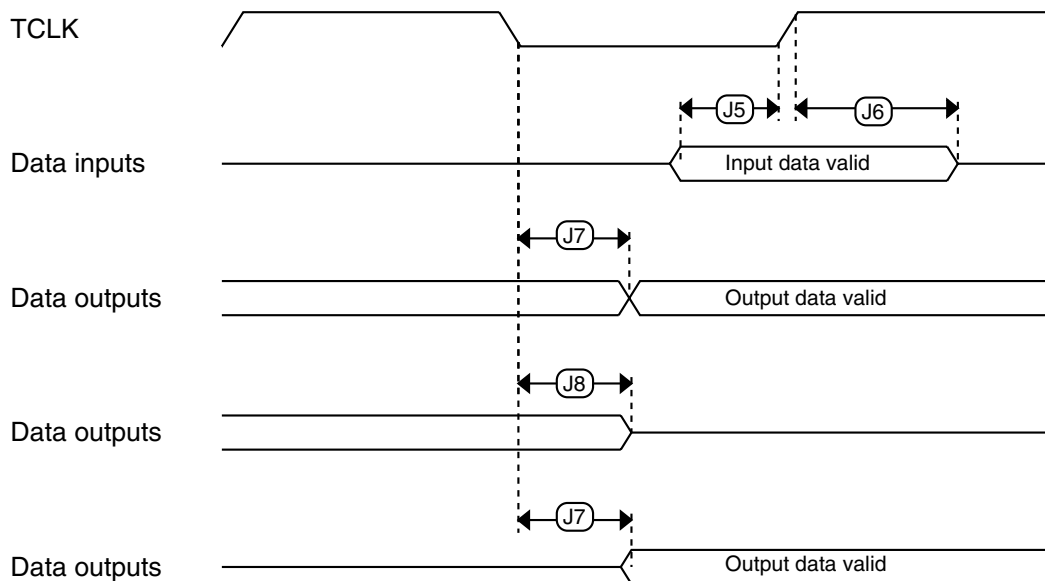 TCLK
J5
J6
Data inputs
Input data valid
J7
Data outputs
Output data valid
J8
Data outputs
J7
Data outputs
Output data valid